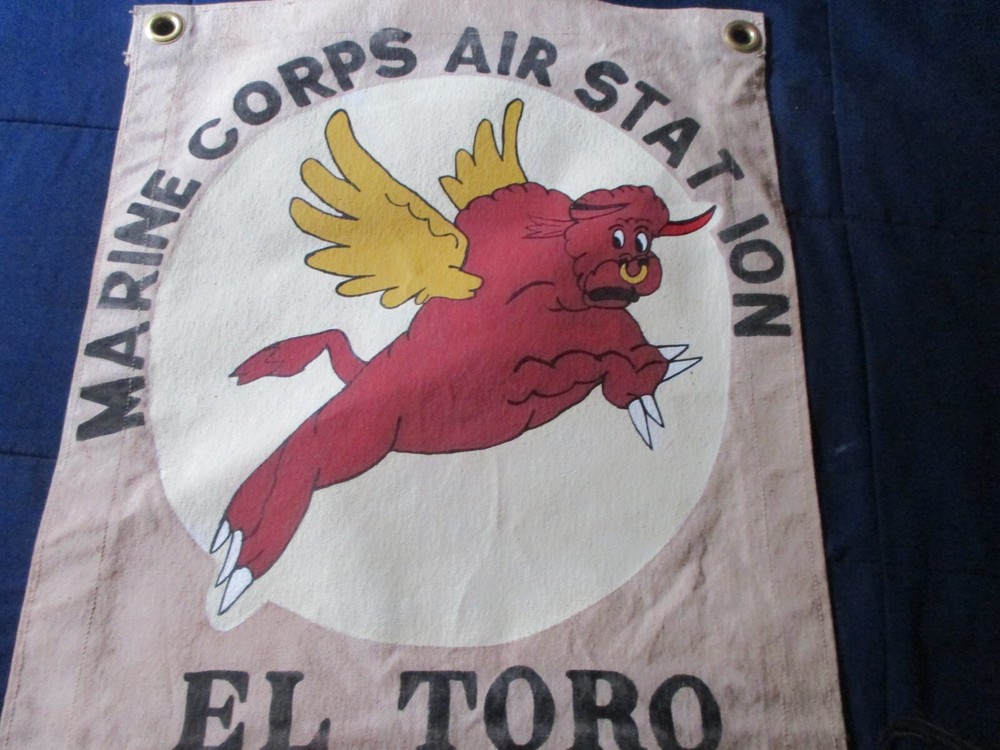 MARINE CORPS AIR STATION
EL TORO